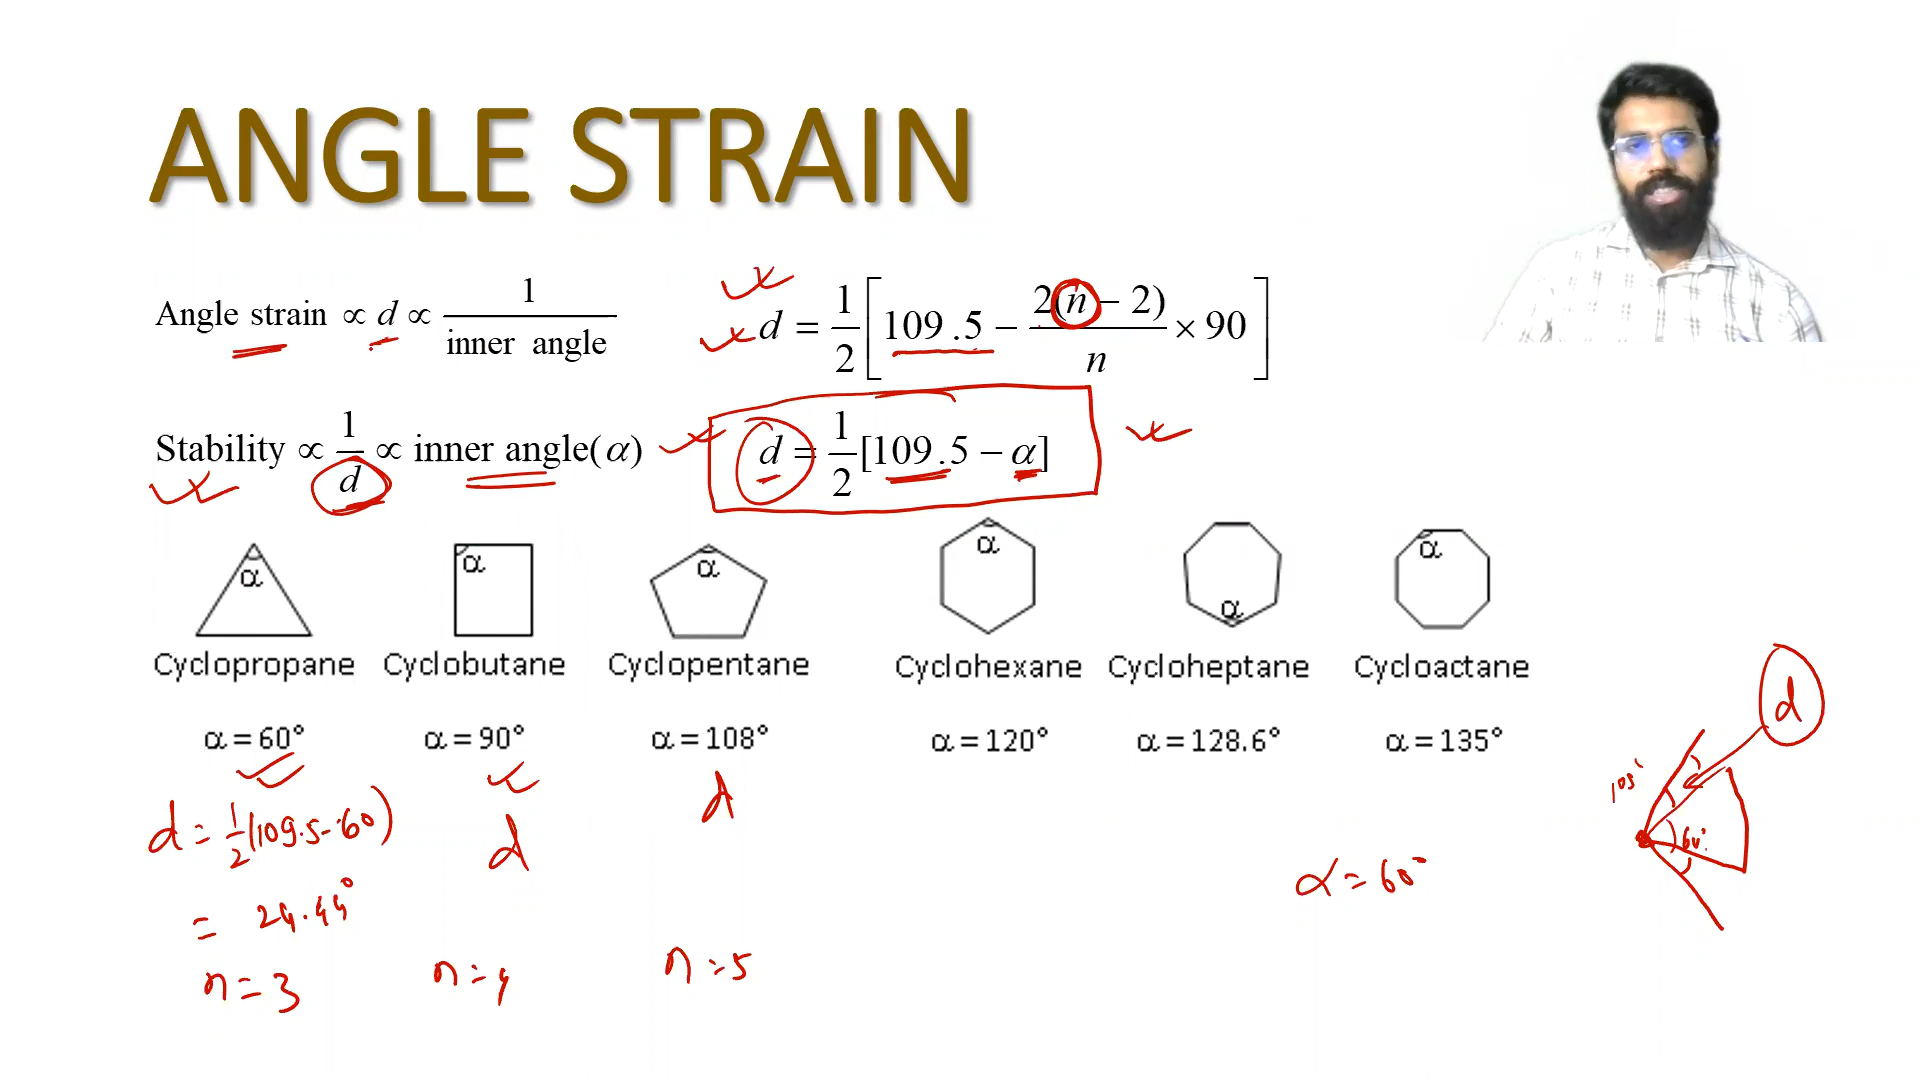 ANGLE STRAIN
Angle strain ∝ d ∝ 1 / inner angle
d = 1/2 [ 109.5 − 2(n − 2)/n × 90 ]
Stability ∝ 1/d ∝ inner angle(α)
d = 1/2 [109.5 − α]
α α α α α α
Cyclopropane Cyclobutane Cyclopentane Cyclohexane Cycloheptane Cycloactane
α = 60° α = 90° α = 108° α = 120° α = 128.6° α = 135°
d = 1/2 (109.5 - 60)
d
d
= 24.44°
n = 3
n = 4
n = 5
α = 60°
d
60°